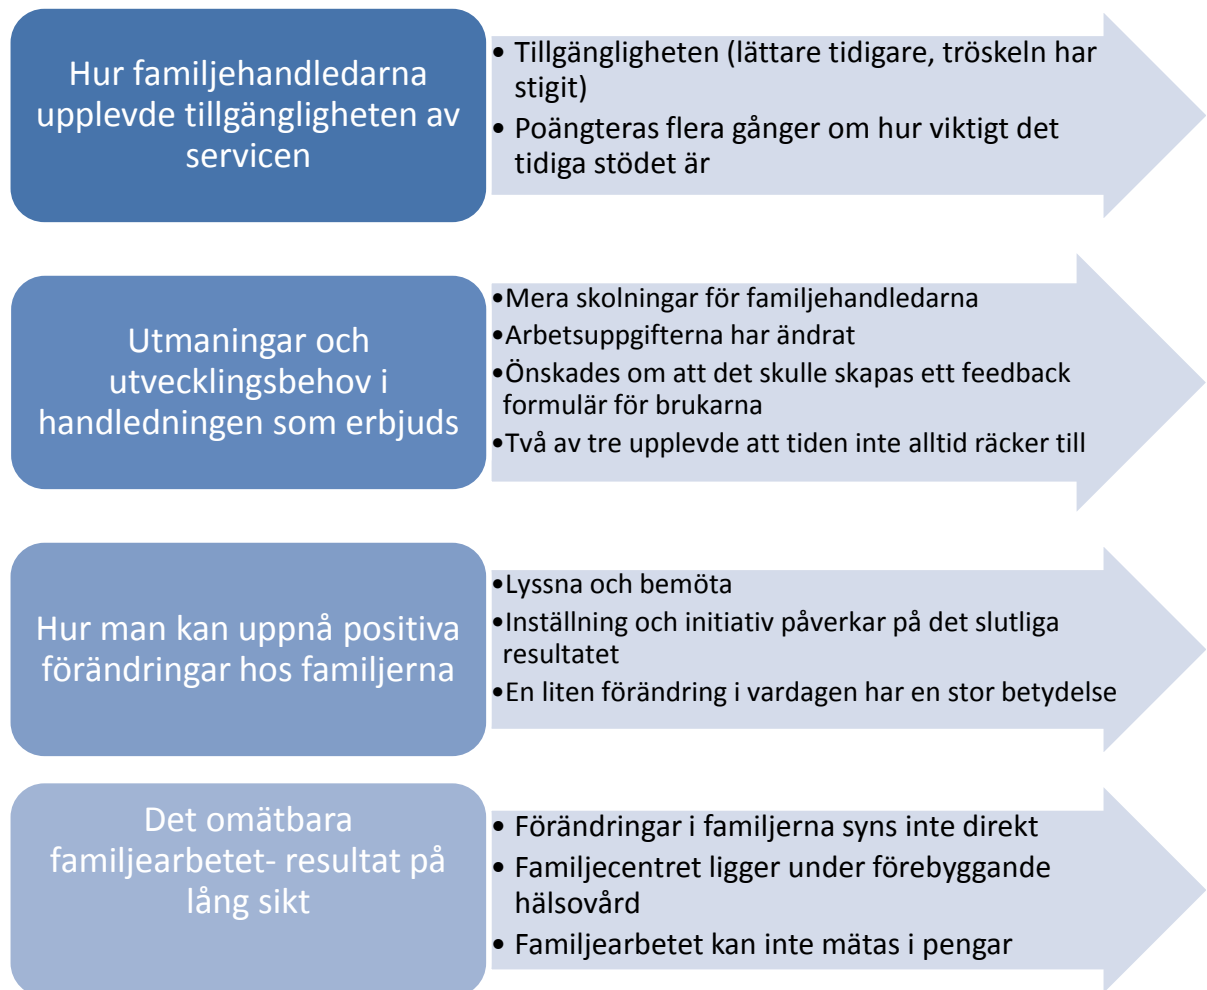 Hur familjehandledarna
upplevde tillgängligheten av
servicen
• Tillgängligheten (lättare tidigare, tröskeln har
stigit)
• Poängteras flera gånger om hur viktigt det
tidiga stödet är
Utmaningar och
utvecklingsbehov i
handledningen som erbjuds
•Mera skolningar för familjehandledarna
•Arbetsuppgifterna har ändrat
•Önskades om att det skulle skapas ett feedback
formulär för brukarna
•Två av tre upplevde att tiden inte alltid räcker till
Hur man kan uppnå positiva
förändringar hos familjerna
•Lyssna och bemöta
•Inställning och initiativ påverkar på det slutliga
resultatet
•En liten förändring i vardagen har en stor betydelse
Det omätbara
familjearbetet- resultat på
lång sikt
• Förändringar i familjerna syns inte direkt
• Familjecentret ligger under förebyggande
hälsovård
• Familjearbetet kan inte mätas i pengar